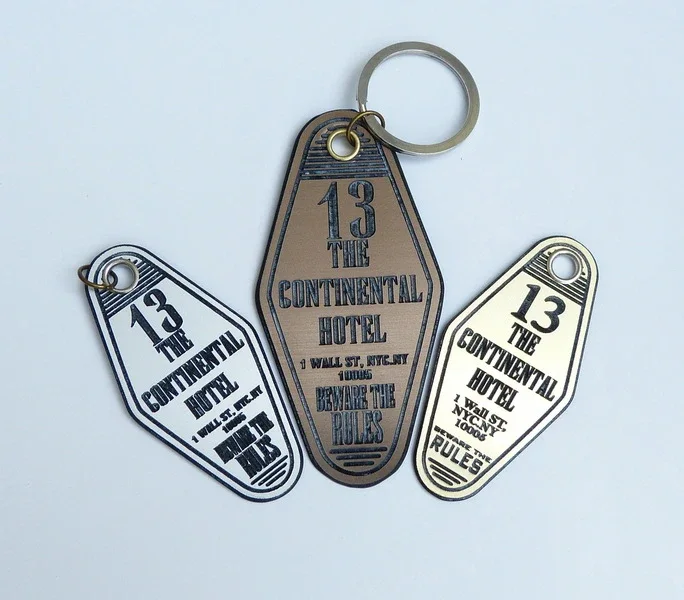 13
THE
CONTINENTAL
HOTEL
1 WALL ST, NYC.NY
10005
BEWARE THE
RULES
13
THE
CONTINENTAL
HOTEL
1 WALL ST, NYC.NY
10005
BEWARE THE
RULES
13
THE
CONTINENTAL
HOTEL
1 Wall ST,
NYC.NY
10005
BEWARE THE
RULES